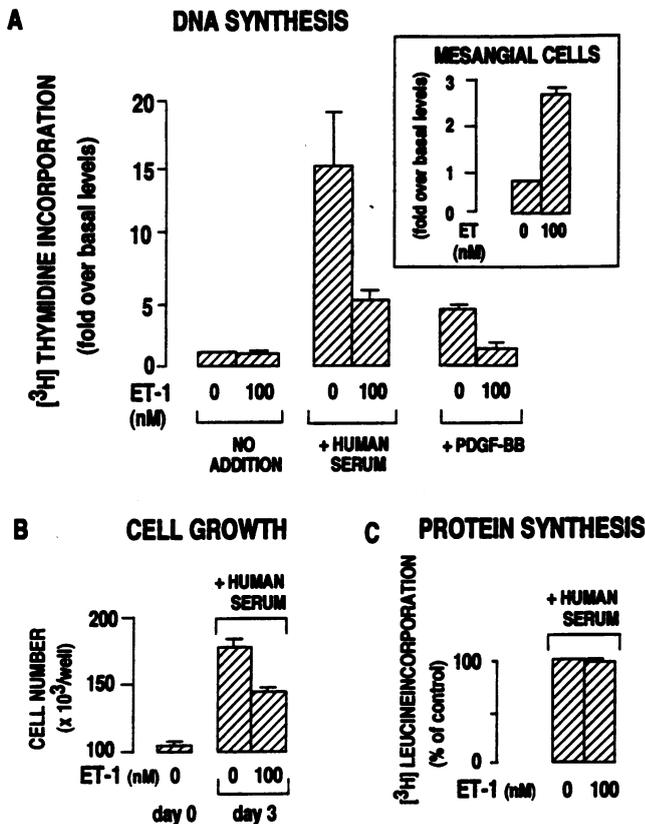 A
DNA SYNTHESIS
MESANGIAL CELLS
[3H] THYMIDINE INCORPORATION
(fold over basal levels)
20
15
10
5
0
(fold over basal levels)
3
2
1
0
ET
(nM)
0 100
ET-1
(nM)
0 100 0 100 0 100
NO
ADDITION
+ HUMAN
SERUM
+ PDGF-BB
B
CELL GROWTH
CELL NUMBER
(x 10³/well)
+ HUMAN
SERUM
200
150
100
ET-1 (nM) 0 0 100
day 0 day 3
C
PROTEIN SYNTHESIS
[³H] LEUCINEINCORPORATION
(% of control)
+ HUMAN
SERUM
100
0
ET-1 (nM) 0 100